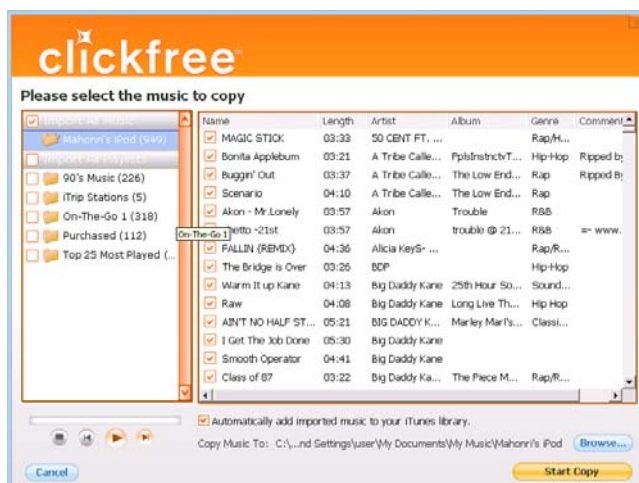 clickfree™
Please select the music to copy
Import All Music
Mahonri's iPod (949)
Import All Playlists
90's Music (226)
iTrip Stations (5)
On-The-Go 1 (318)
Purchased (112)
Top 25 Most Played (...
On-The-Go 1
Name Length Artist Album Genre Comment
MAGIC STICK 03:33 50 CENT FT. ... Rap/H...
Bonita Applebum 03:21 A Tribe Calle... PplsInstnctvT... Hip-Hop Ripped by
Buggin' Out 03:37 A Tribe Calle... The Low End... Rap Ripped By
Scenario 04:10 A Tribe Calle... The Low End... Rap
Akon - Mr.Lonely 03:57 Akon Trouble R&B
hetto -21st 03:57 Akon trouble @ 21... R&B =- www.
FALLIN {REMIX} 04:36 Alicia KeyS- ... Rap/R...
The Bridge is Over 03:26 BDP Hip-Hop
Warm It up Kane 04:13 Big Daddy Kane 25th Hour So... Sound...
Raw 04:08 Big Daddy Kane Long Live Th... Hip Hop
AIN'T NO HALF ST... 05:21 BIG DADDY K... Marley Marl's... Classi...
I Get The Job Done 05:30 Big Daddy Kane
Smooth Operator 04:41 Big Daddy Kane
Class of 87 03:22 Big Daddy Ka... The Piece M... Rap/R...
Automatically add imported music to your iTunes library.
Copy Music To: C:\...nd Settings\user\My Documents\My Music\Mahonri's iPod Browse...
Cancel Start Copy